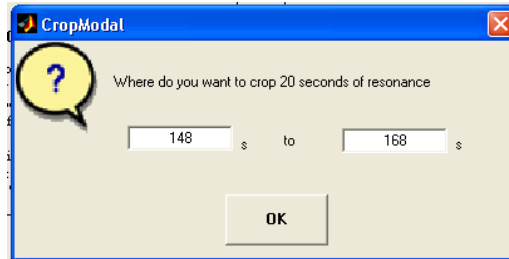 CropModal
?
Where do you want to crop 20 seconds of resonance
148 s to 168 s
OK